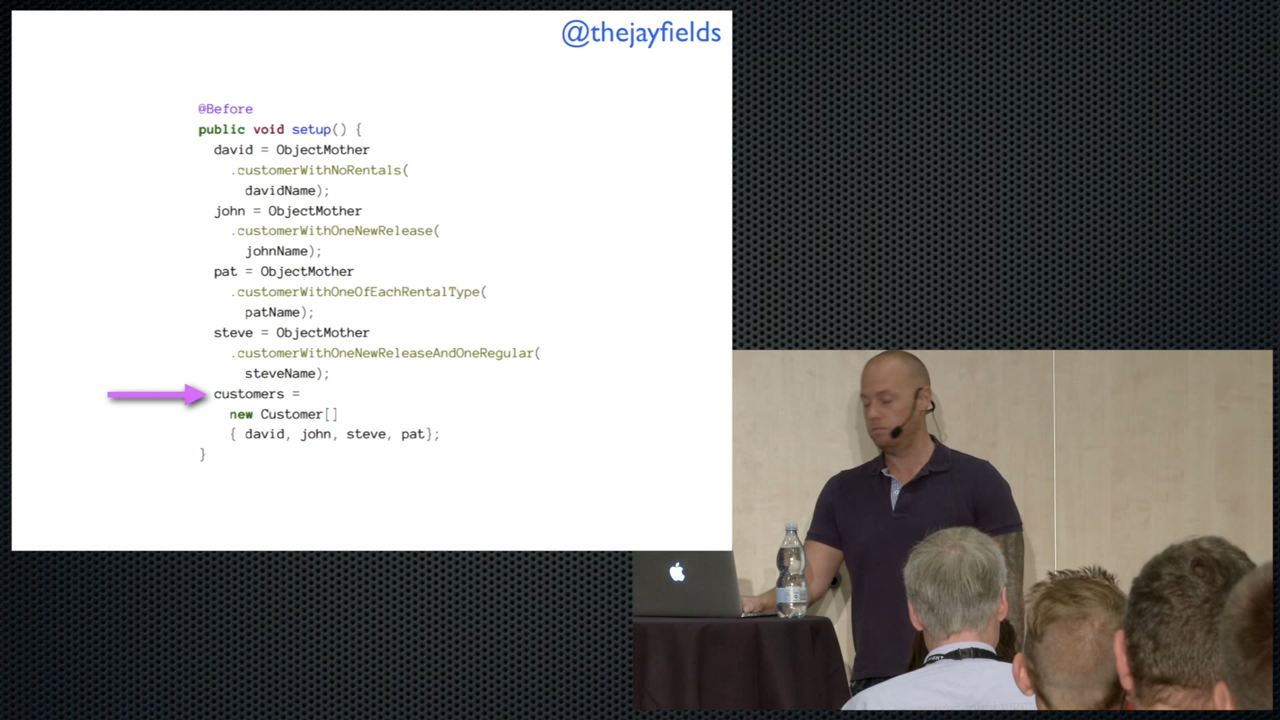 @thejayfields
@Before
public void setup() {
david = ObjectMother
.customerWithNoRentals(
davidName);
john = ObjectMother
.customerWithOneNewRelease(
johnName);
pat = ObjectMother
.customerWithOneOfEachRentalType(
patName);
steve = ObjectMother
.customerWithOneNewReleaseAndOneRegular(
steveName);
customers =
new Customer[]
{ david, john, steve, pat};
}